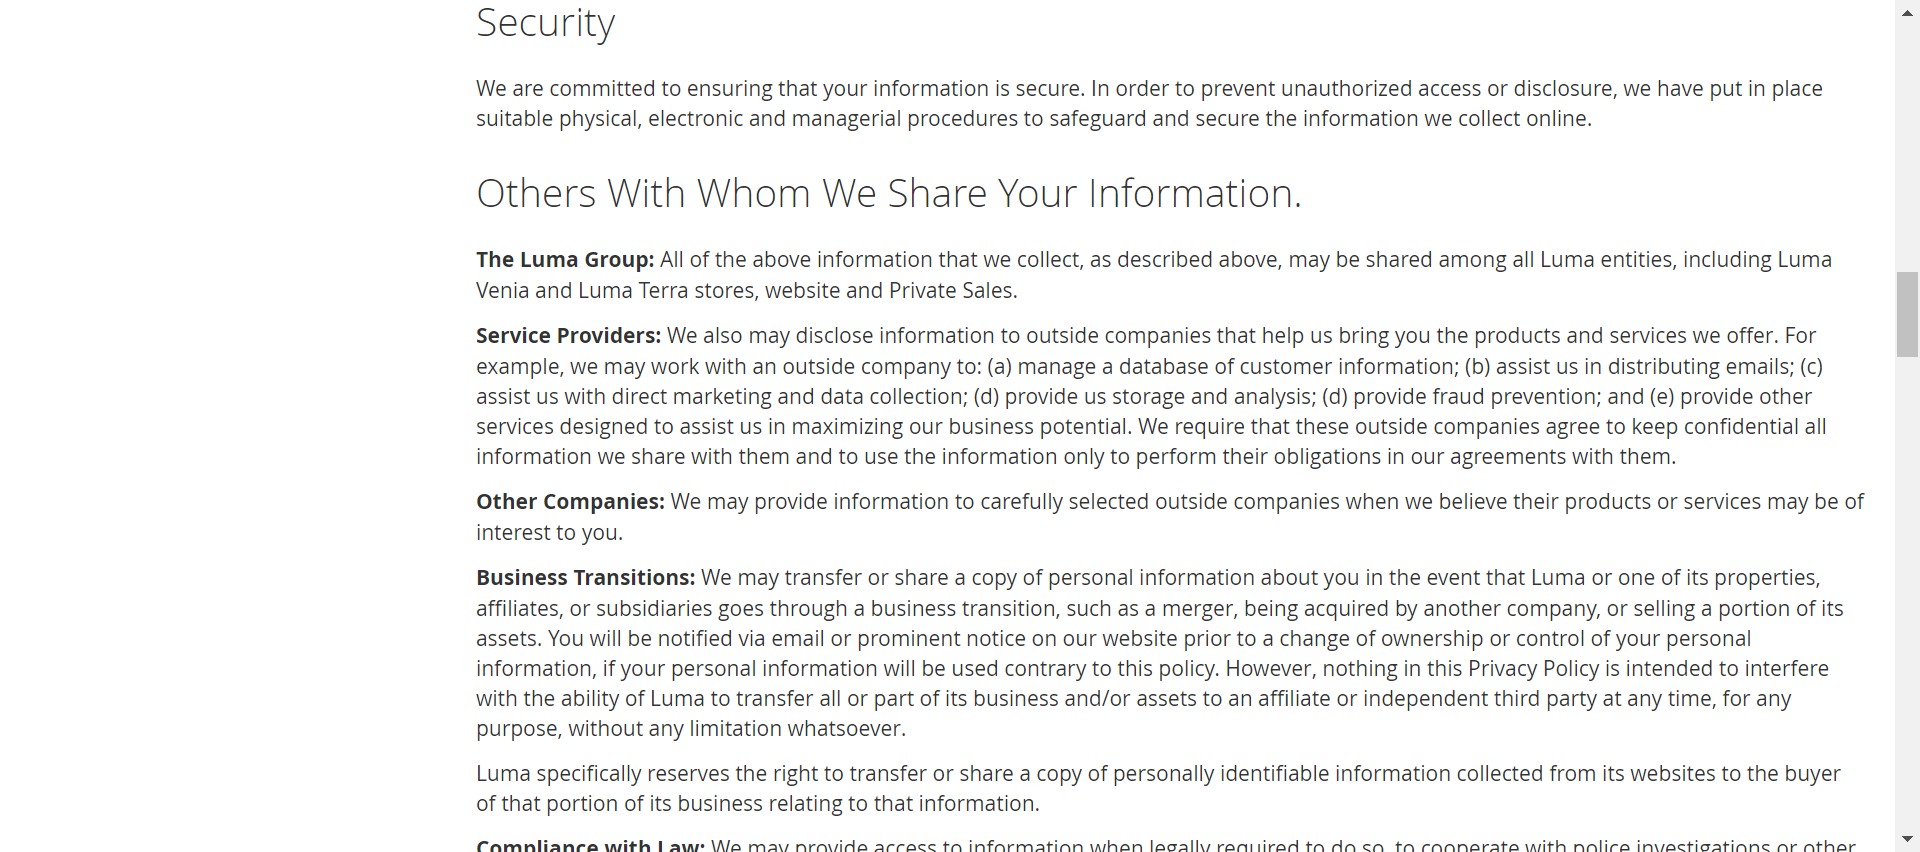 Security
We are committed to ensuring that your information is secure. In order to prevent unauthorized access or disclosure, we have put in place
suitable physical, electronic and managerial procedures to safeguard and secure the information we collect online.
Others With Whom We Share Your Information.
The Luma Group: All of the above information that we collect, as described above, may be shared among all Luma entities, including Luma
Venia and Luma Terra stores, website and Private Sales.
Service Providers: We also may disclose information to outside companies that help us bring you the products and services we offer. For
example, we may work with an outside company to: (a) manage a database of customer information; (b) assist us in distributing emails; (c)
assist us with direct marketing and data collection; (d) provide us storage and analysis; (d) provide fraud prevention; and (e) provide other
services designed to assist us in maximizing our business potential. We require that these outside companies agree to keep confidential all
information we share with them and to use the information only to perform their obligations in our agreements with them.
Other Companies: We may provide information to carefully selected outside companies when we believe their products or services may be of
interest to you.
Business Transitions: We may transfer or share a copy of personal information about you in the event that Luma or one of its properties,
affiliates, or subsidiaries goes through a business transition, such as a merger, being acquired by another company, or selling a portion of its
assets. You will be notified via email or prominent notice on our website prior to a change of ownership or control of your personal
information, if your personal information will be used contrary to this policy. However, nothing in this Privacy Policy is intended to interfere
with the ability of Luma to transfer all or part of its business and/or assets to an affiliate or independent third party at any time, for any
purpose, without any limitation whatsoever.
Luma specifically reserves the right to transfer or share a copy of personally identifiable information collected from its websites to the buyer
of that portion of its business relating to that information.
Compliance with Law: We may provide access to information when legally required to do so, to cooperate with police investigations or other